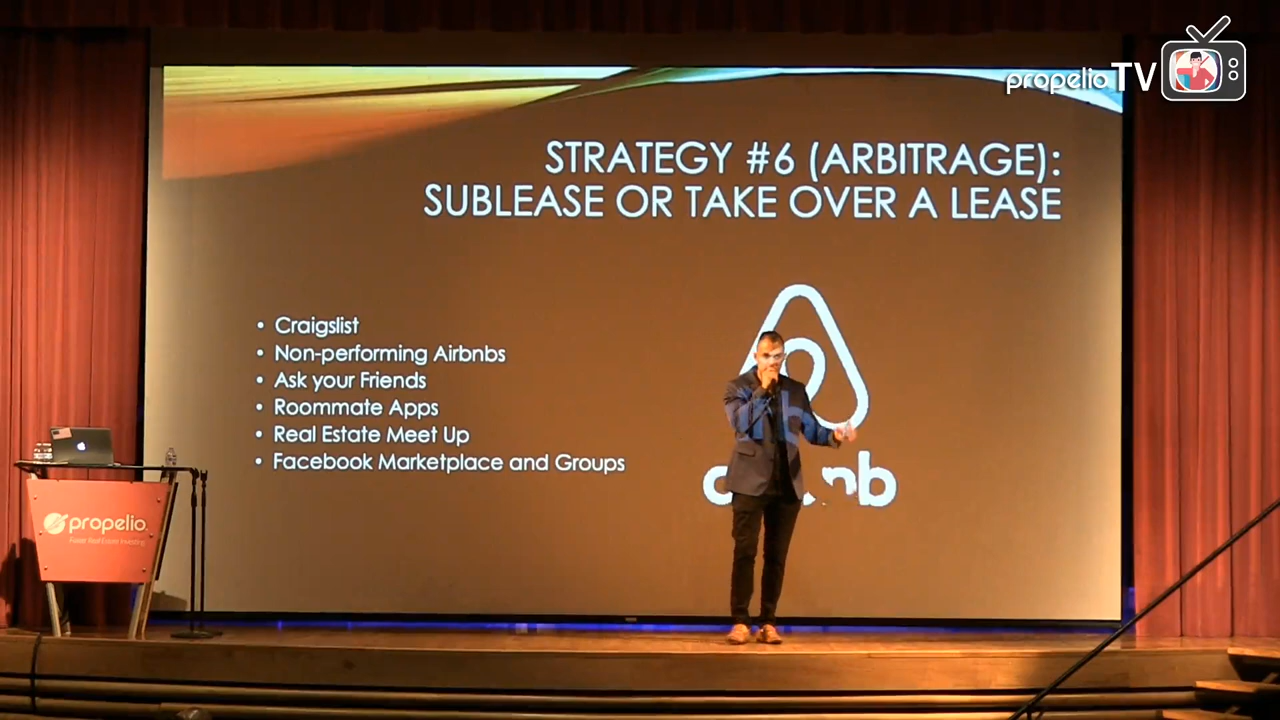 propelio TV
STRATEGY #6 (ARBITRAGE):
SUBLEASE OR TAKE OVER A LEASE
• Craigslist
• Non-performing Airbnbs
• Ask your Friends
• Roommate Apps
• Real Estate Meet Up
• Facebook Marketplace and Groups
propelio.